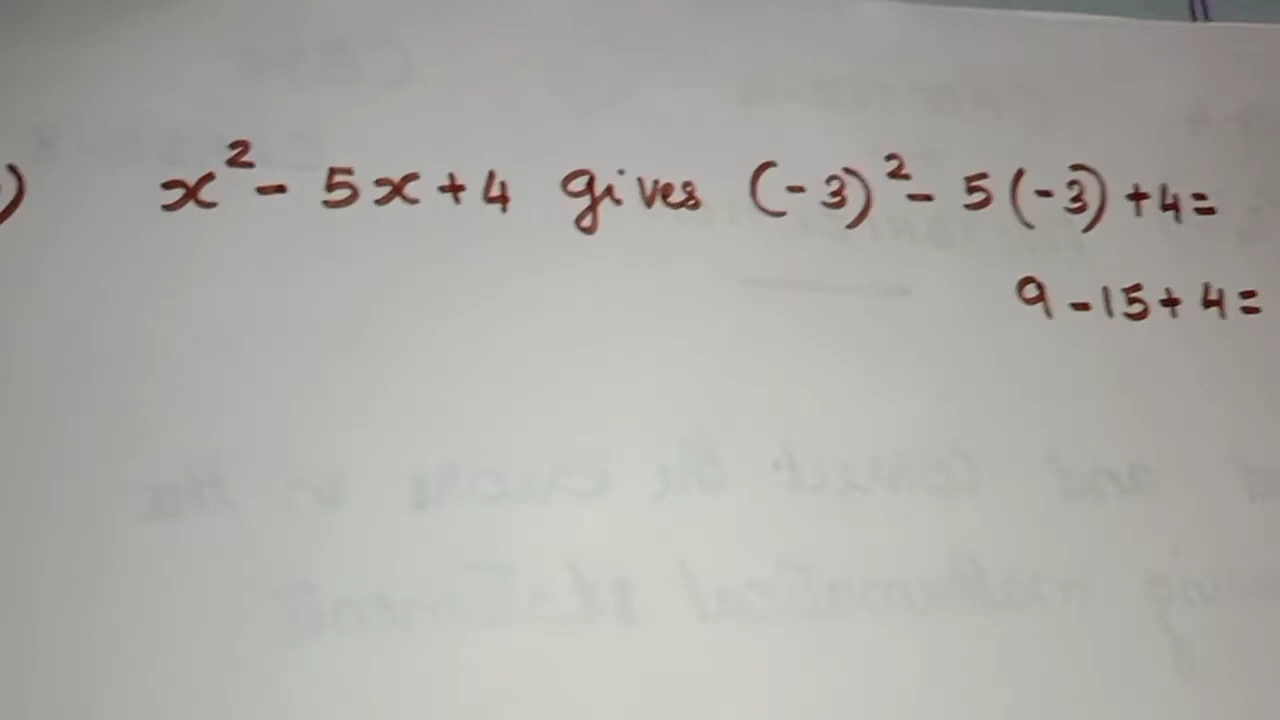 ) x² - 5x + 4 gives (-3)² - 5(-3) + 4 =
9 - 15 + 4 =